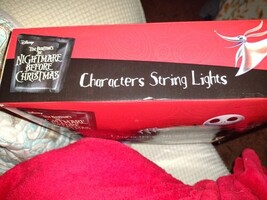 Disney
Tim Burton's
The
NIGHTMARE
BEFORE
CHRISTMAS
Characters String Lights